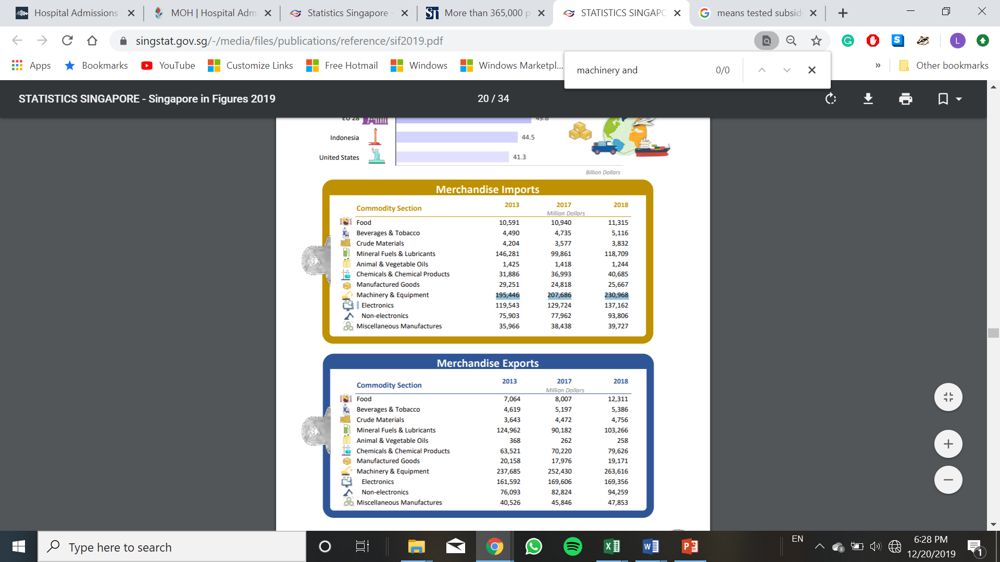 Hospital Admissions
MOH | Hospital Adm
Statistics Singapore -
ST More than 365,000 p
STATISTICS SINGAPO
means tested subsid
singstat.gov.sg/-/media/files/publications/reference/sif2019.pdf
Apps Bookmarks YouTube Customize Links Free Hotmail Windows Windows Marketpl... » Other bookmarks
machinery and 0/0
STATISTICS SINGAPORE - Singapore in Figures 2019
20 / 34
EU 28 49.6
Indonesia 44.5
United States 41.3
Billion Dollars
Merchandise Imports
Commodity Section 2013 2017 2018
Million Dollars
Food 10,591 10,940 11,315
Beverages & Tobacco 4,490 4,735 5,116
Crude Materials 4,204 3,577 3,832
Mineral Fuels & Lubricants 146,281 99,861 118,709
Animal & Vegetable Oils 1,425 1,418 1,244
Chemicals & Chemical Products 31,886 36,993 40,685
Manufactured Goods 29,251 24,818 25,667
Machinery & Equipment 195,446 207,686 230,968
Electronics 119,543 129,724 137,162
Non-electronics 75,903 77,962 93,806
Miscellaneous Manufactures 35,966 38,438 39,727
Merchandise Exports
Commodity Section 2013 2017 2018
Million Dollars
Food 7,064 8,007 12,311
Beverages & Tobacco 4,619 5,197 5,386
Crude Materials 3,643 4,472 4,756
Mineral Fuels & Lubricants 124,962 90,182 103,266
Animal & Vegetable Oils 368 262 258
Chemicals & Chemical Products 63,521 70,220 79,626
Manufactured Goods 20,158 17,976 19,171
Machinery & Equipment 237,685 252,430 263,616
Electronics 161,592 169,606 169,356
Non-electronics 76,093 82,824 94,259
Miscellaneous Manufactures 40,526 45,846 47,853
Type here to search
EN
6:28 PM
12/20/2019
1